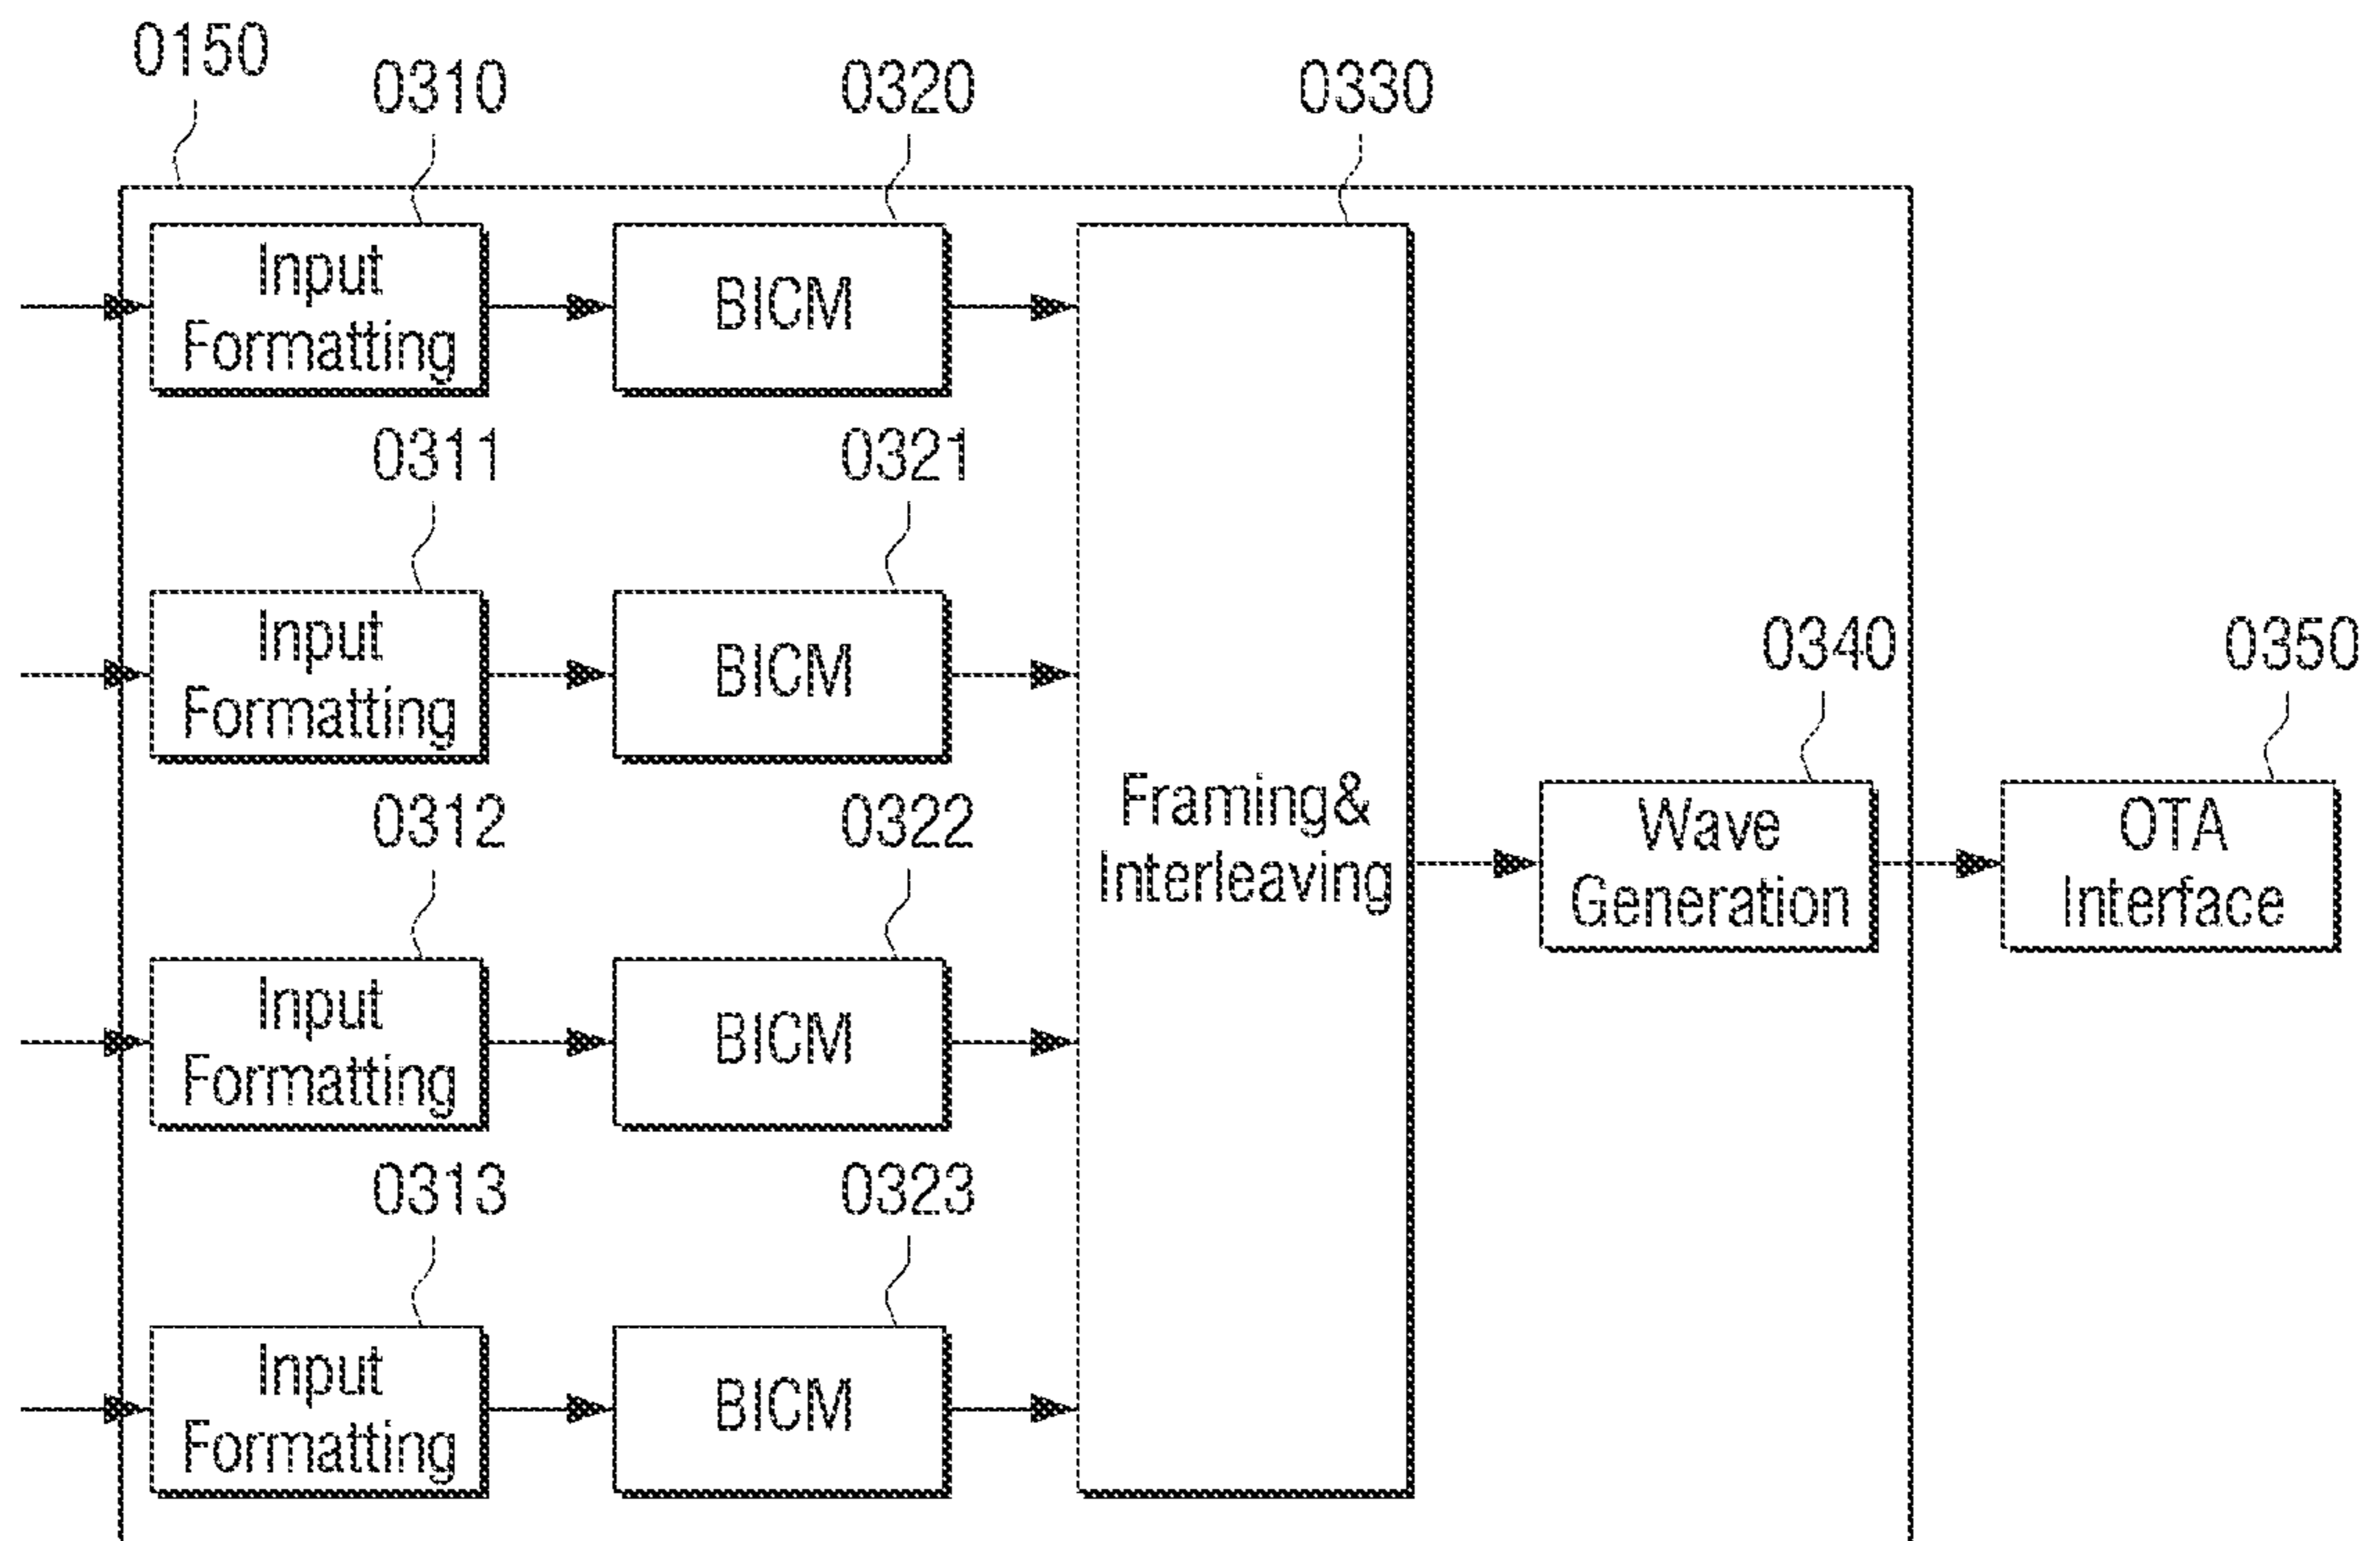 0150
0310
0320
0330
Input
Formatting
BICM
0311
0321
Input
Formatting
BICM
0312
0322
Input
Formatting
BICM
0313
0323
Input
Formatting
BICM
Framing&
Interleaving
0340
Wave
Generation
0350
OTA
Interface